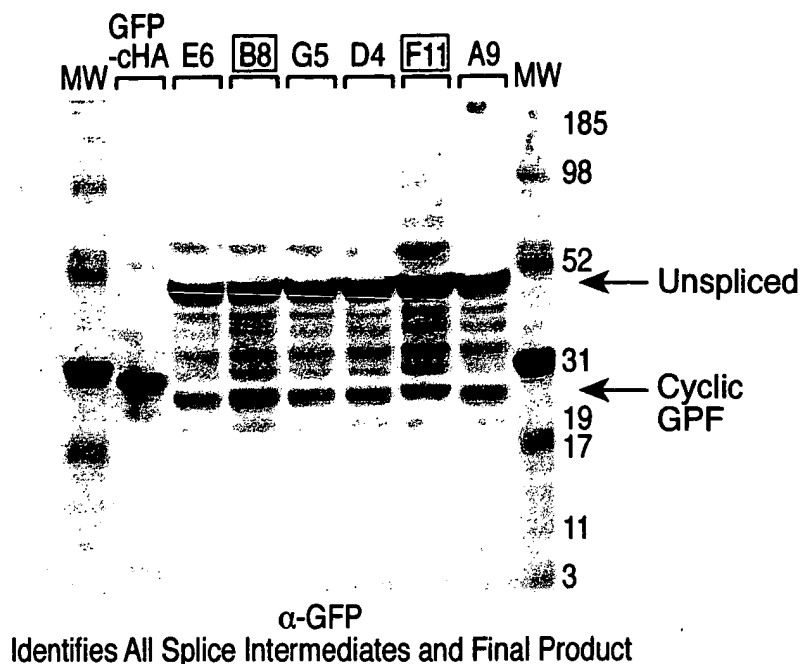 GFP
-cHA
MW E6 B8 G5 D4 F11 A9 MW
185
98
52
Unspliced
31
Cyclic
GPF
19
17
11
3
α-GFP
Identifies All Splice Intermediates and Final Product